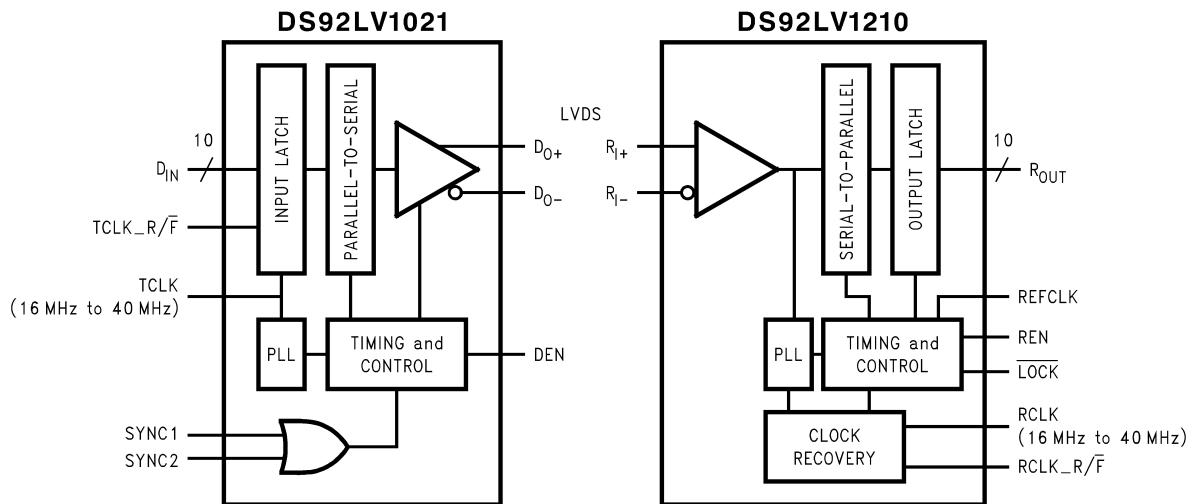 DS92LV1021
DS92LV1210
10
D_IN
TCLK_R/F̅
TCLK
(16 MHz to 40 MHz)
SYNC1
SYNC2
INPUT LATCH
PARALLEL-TO-SERIAL
PLL
TIMING and
CONTROL
DEN
LVDS
D_O+
D_O-
R_I+
R_I-
SERIAL-TO-PARALLEL
OUTPUT LATCH
PLL
TIMING and
CONTROL
CLOCK
RECOVERY
10
R_OUT
REFCLK
REN
L̅O̅C̅K̅
RCLK
(16 MHz to 40 MHz)
RCLK_R/F̅